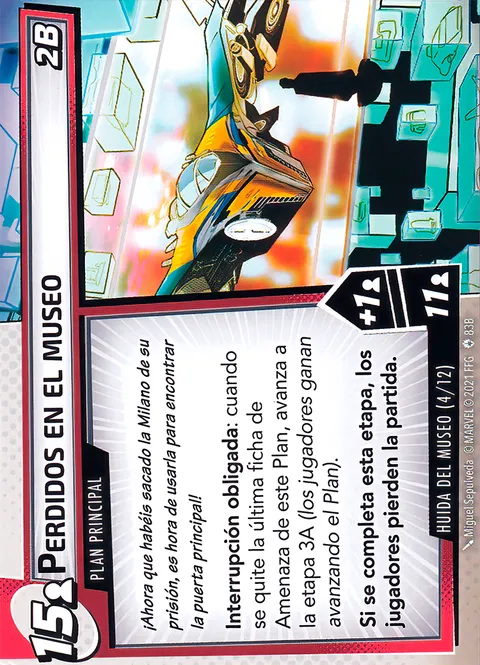 15
PERDIDOS EN EL MUSEO
2B
PLAN PRINCIPAL
¡Ahora que habéis sacado la Milano de su
prisión, es hora de usarla para encontrar
la puerta principal!
Interrupción obligada: cuando
se quite la última ficha de
Amenaza de este Plan, avanza a
la etapa 3A (los jugadores ganan
avanzando el Plan).
Si se completa esta etapa, los
jugadores pierden la partida.
+1
11
HUIDA DEL MUSEO (4/12)
Miguel Sepulveda © MARVEL © 2021 FFG 83B